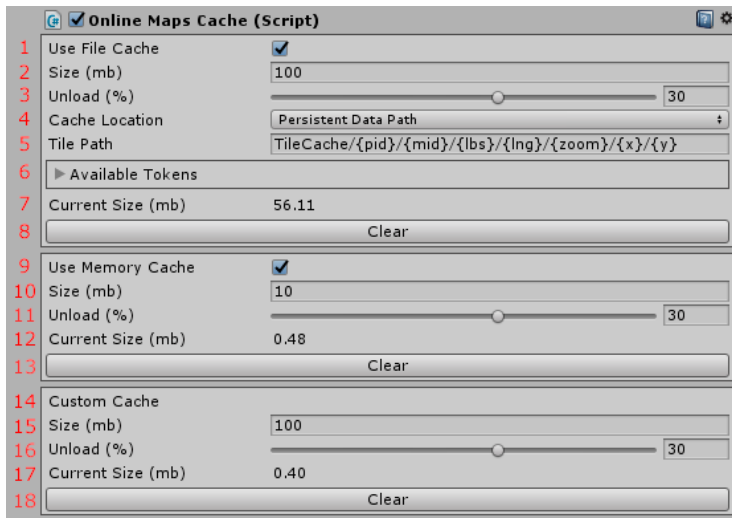 Online Maps Cache (Script)
1 Use File Cache
2 Size (mb) 100
3 Unload (%) 30
4 Cache Location Persistent Data Path
5 Tile Path TileCache/{pid}/{mid}/{lbs}/{lng}/{zoom}/{x}/{y}
6 Available Tokens
7 Current Size (mb) 56.11
8 Clear
9 Use Memory Cache
10 Size (mb) 10
11 Unload (%) 30
12 Current Size (mb) 0.48
13 Clear
14 Custom Cache
15 Size (mb) 100
16 Unload (%) 30
17 Current Size (mb) 0.40
18 Clear